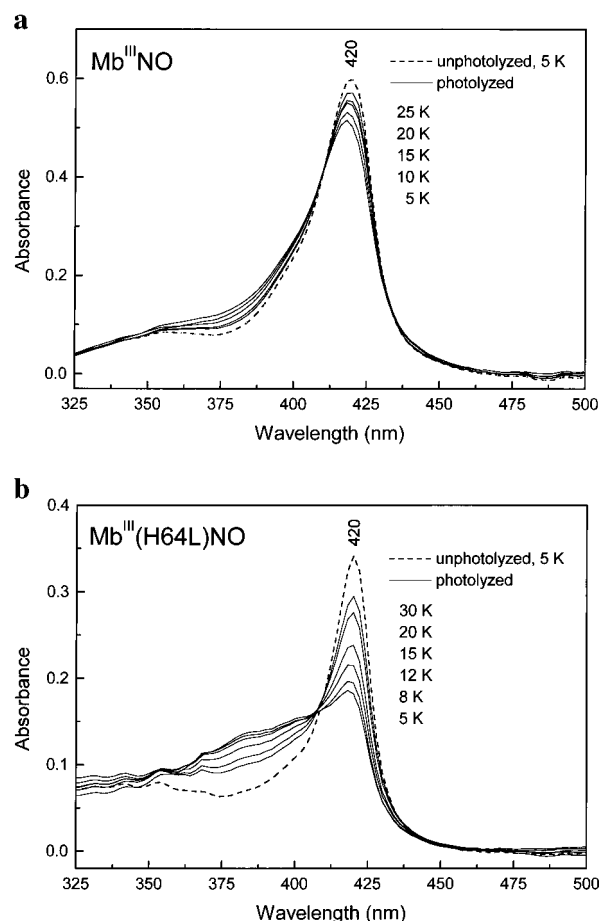 a
Mb^III NO
420
unphotolyzed, 5 K
photolyzed
25 K
20 K
15 K
10 K
5 K
0.6
0.4
0.2
0.0
Absorbance
325 350 375 400 425 450 475 500
Wavelength (nm)
b
Mb^III (H64L)NO
420
unphotolyzed, 5 K
photolyzed
30 K
20 K
15 K
12 K
8 K
5 K
0.4
0.3
0.2
0.1
0.0
Absorbance
325 350 375 400 425 450 475 500
Wavelength (nm)